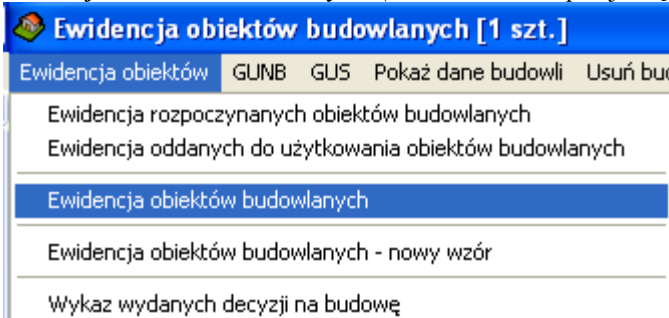 Ewidencja obiektów budowlanych [1 szt.]
Ewidencja obiektów GUNB GUS Pokaż dane budowli Usuń
Ewidencja rozpoczynanych obiektów budowlanych
Ewidencja oddanych do użytkowania obiektów budowlanych
Ewidencja obiektów budowlanych
Ewidencja obiektów budowlanych - nowy wzór
Wykaz wydanych decyzji na budowę